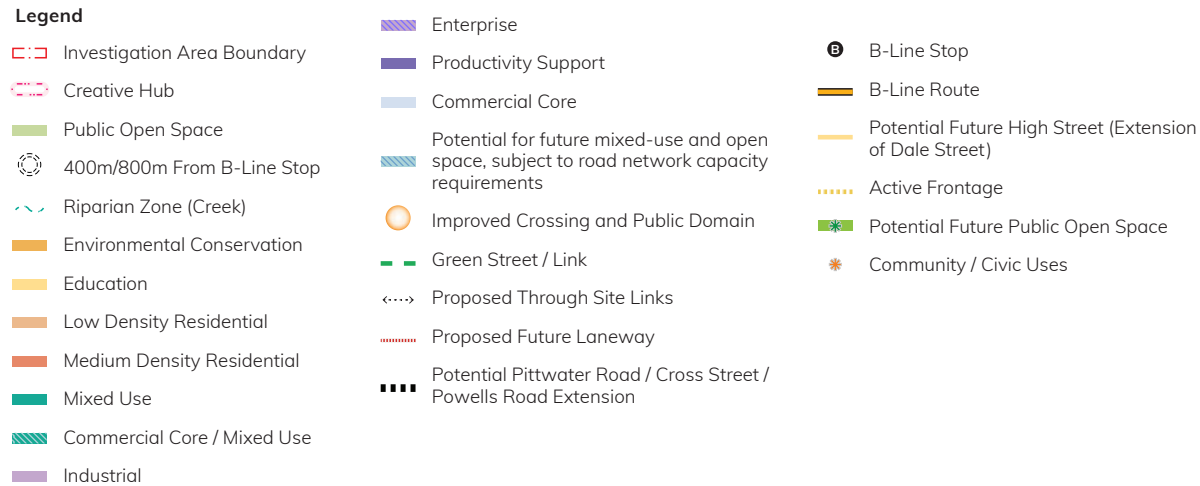 Legend
Investigation Area Boundary
Creative Hub
Public Open Space
400m/800m From B-Line Stop
Riparian Zone (Creek)
Environmental Conservation
Education
Low Density Residential
Medium Density Residential
Mixed Use
Commercial Core / Mixed Use
Industrial
Enterprise
Productivity Support
Commercial Core
Potential for future mixed-use and open
space, subject to road network capacity
requirements
Improved Crossing and Public Domain
Green Street / Link
Proposed Through Site Links
Proposed Future Laneway
Potential Pittwater Road / Cross Street /
Powells Road Extension
B B-Line Stop
B-Line Route
Potential Future High Street (Extension
of Dale Street)
Active Frontage
Potential Future Public Open Space
Community / Civic Uses